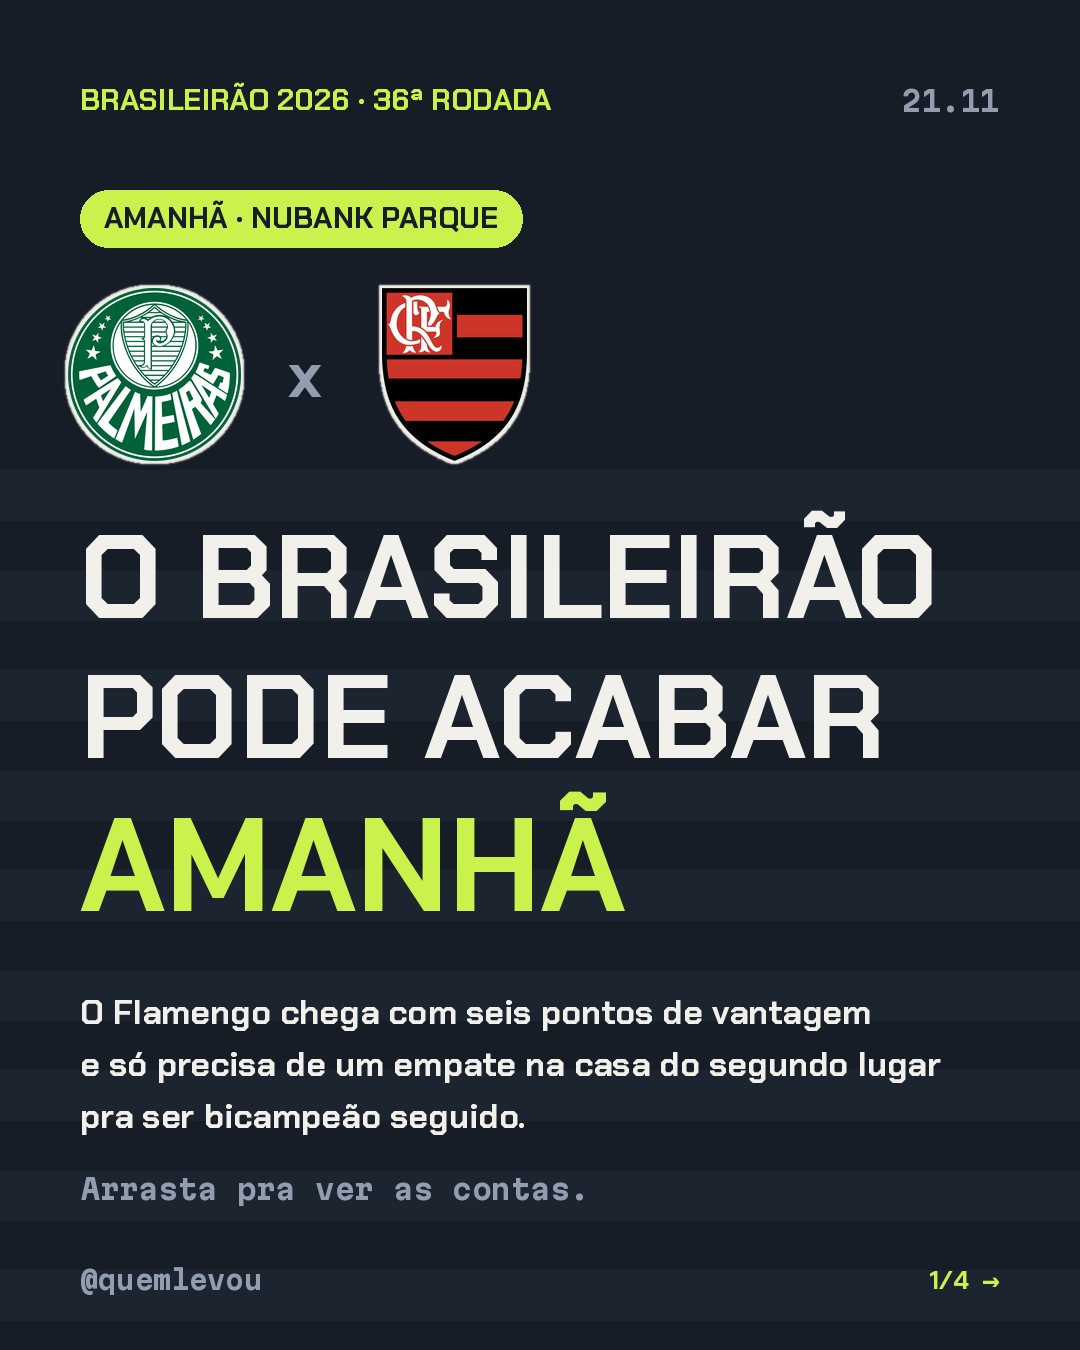 BRASILEIRÃO 2026 · 36ª RODADA
21.11
AMANHÃ · NUBANK PARQUE
P
PALMEIRAS
x
CRF
O BRASILEIRÃO
PODE ACABAR
AMANHÃ
O Flamengo chega com seis pontos de vantagem
e só precisa de um empate na casa do segundo lugar
pra ser bicampeão seguido.
Arrasta pra ver as contas.
@quemlevou
1/4 →